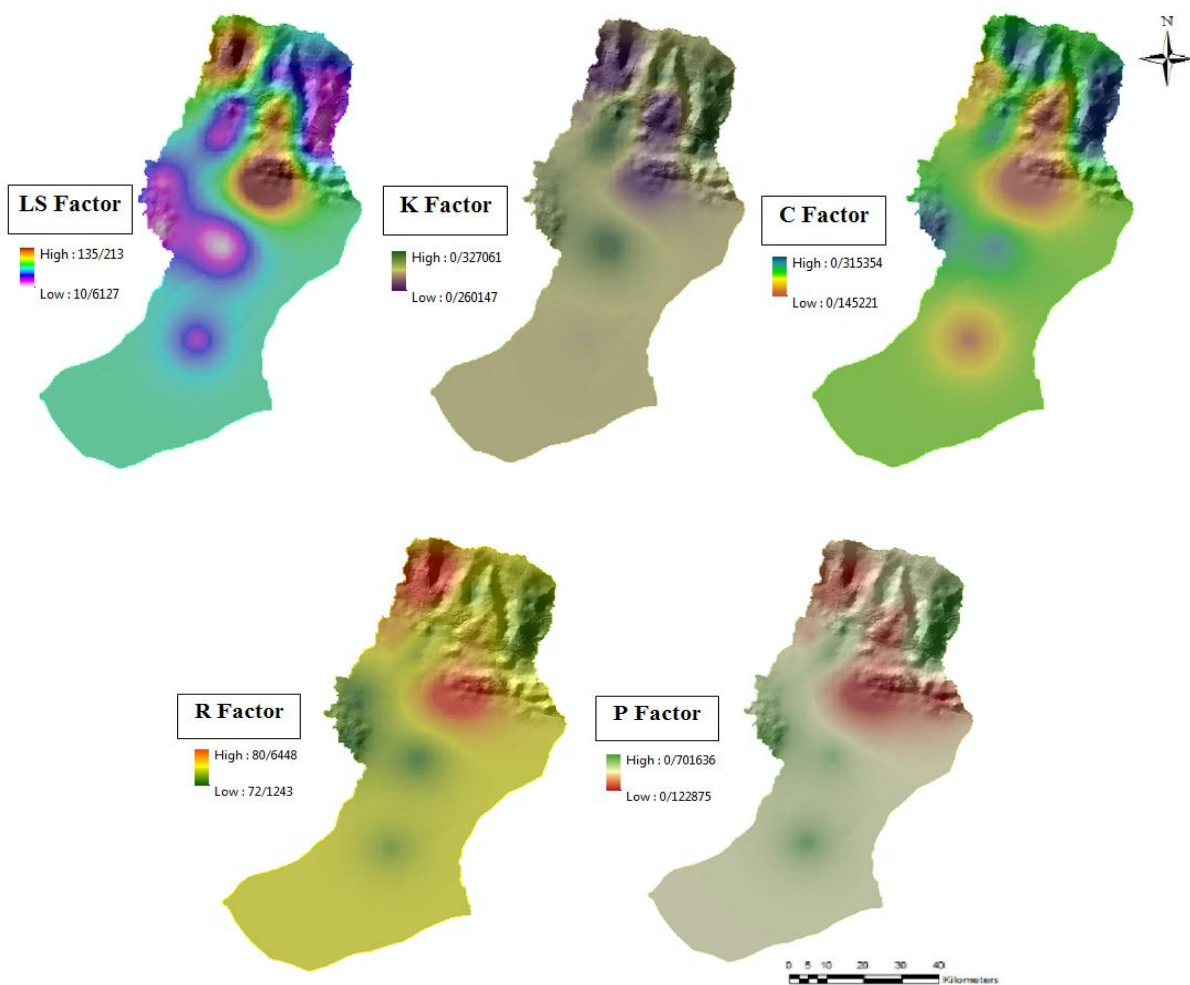 N
LS Factor
High : 135/213
Low : 10/6127
K Factor
High : 0/327061
Low : 0/260147
C Factor
High : 0/315354
Low : 0/145221
R Factor
High : 80/6448
Low : 72/1243
P Factor
High : 0/701636
Low : 0/122875
0 5 10 20 30 40
Kilometers